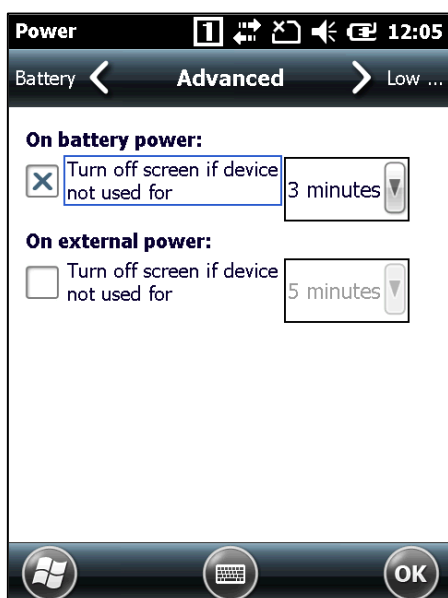 Power 1 12:05
Battery Advanced Low ...
On battery power:
Turn off screen if device
not used for
3 minutes
On external power:
Turn off screen if device
not used for
5 minutes
OK